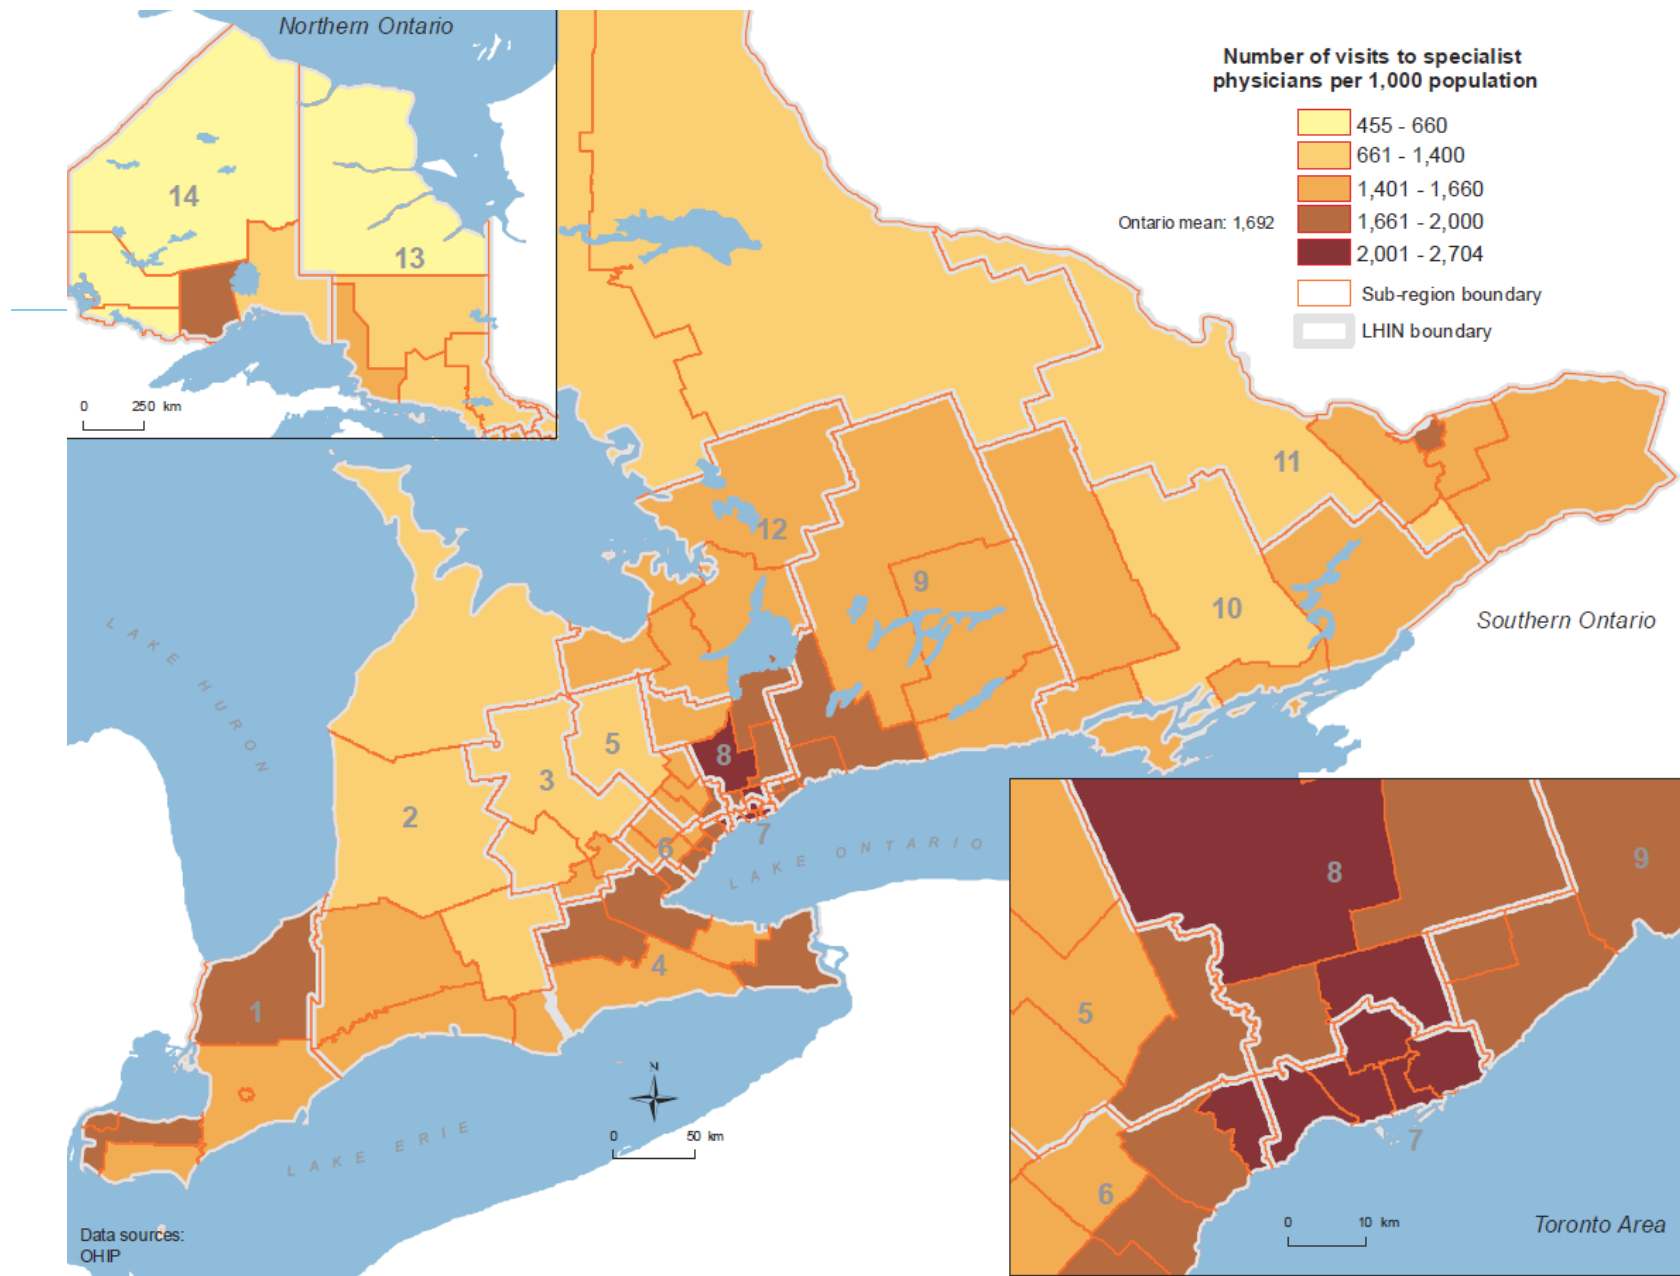 Northern Ontario
14
13
0 250 km
Number of visits to specialist
physicians per 1,000 population
455 - 660
661 - 1,400
1,401 - 1,660
Ontario mean: 1,692
1,661 - 2,000
2,001 - 2,704
Sub-region boundary
LHIN boundary
11
12
9
10
Southern Ontario
LAKE HURON
5
8
3
2
7
6
LAKE ONTARIO
4
1
N
0 50 km
LAKE ERIE
8
9
5
7
6
0 10 km
Toronto Area
Data sources:
OHIP